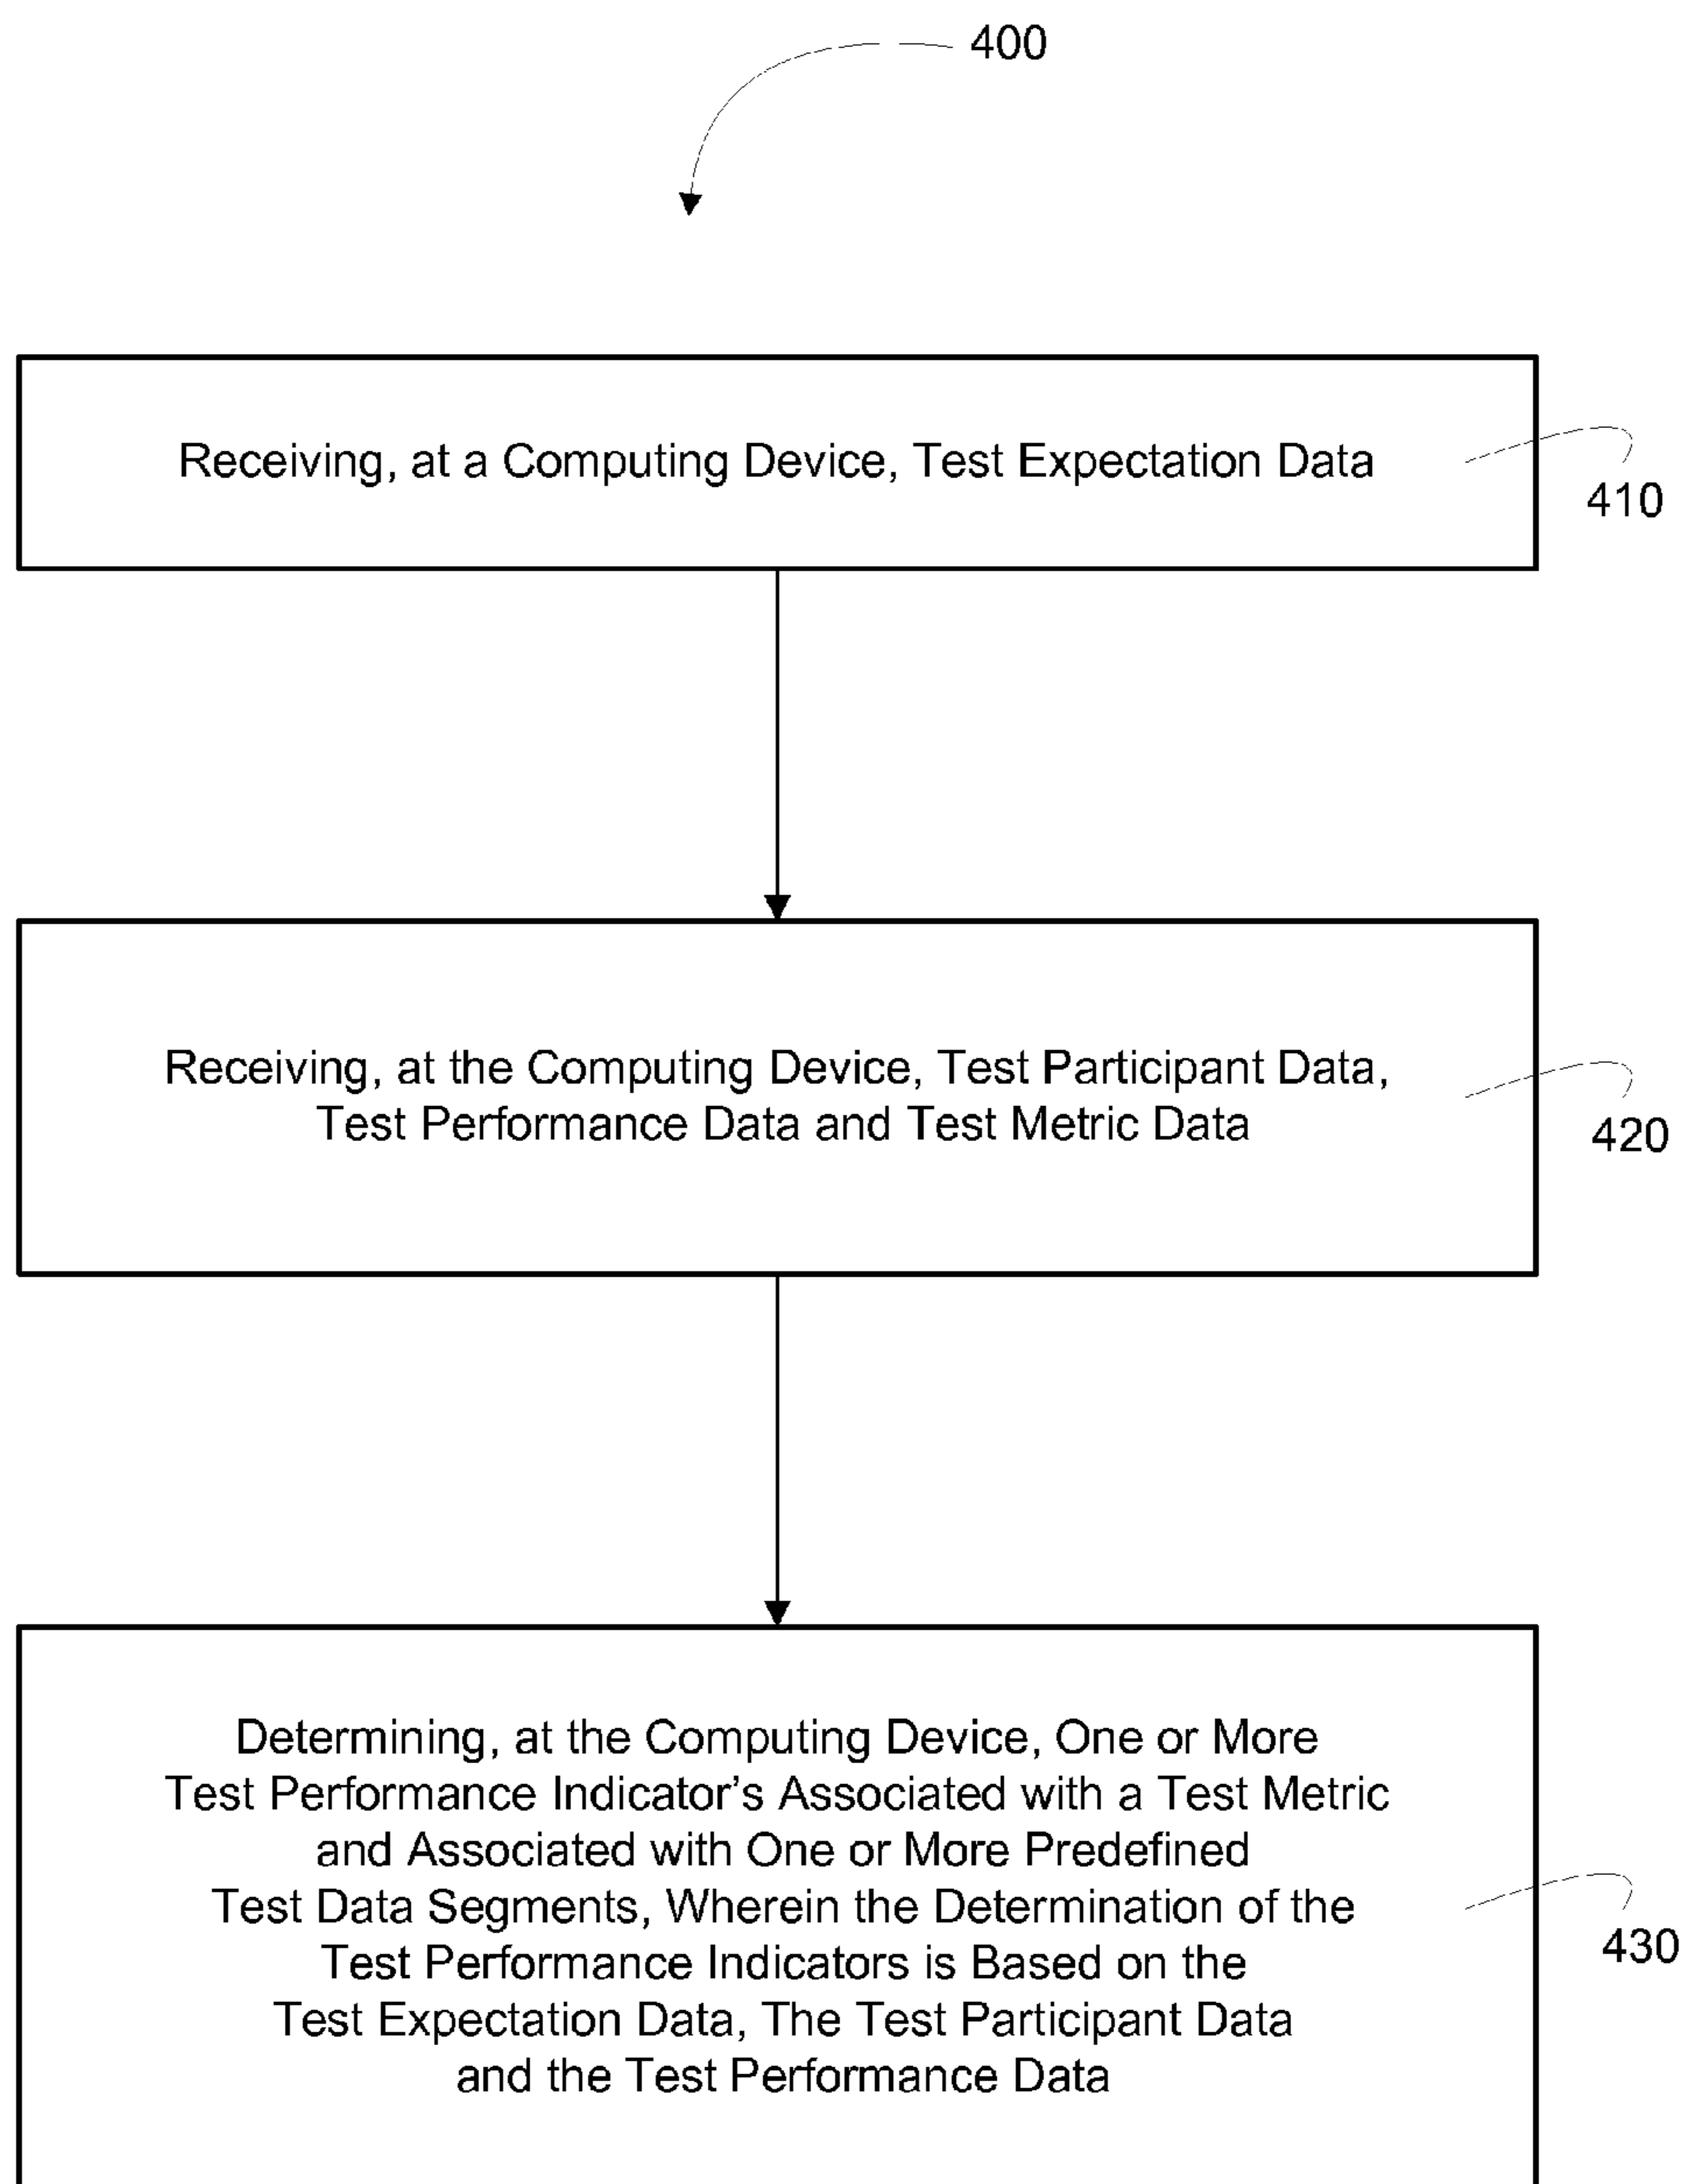 400
Receiving, at a Computing Device, Test Expectation Data
410
Receiving, at the Computing Device, Test Participant Data,
Test Performance Data and Test Metric Data
420
Determining, at the Computing Device, One or More
Test Performance Indicator's Associated with a Test Metric
and Associated with One or More Predefined
Test Data Segments, Wherein the Determination of the
Test Performance Indicators is Based on the
Test Expectation Data, The Test Participant Data
and the Test Performance Data
430